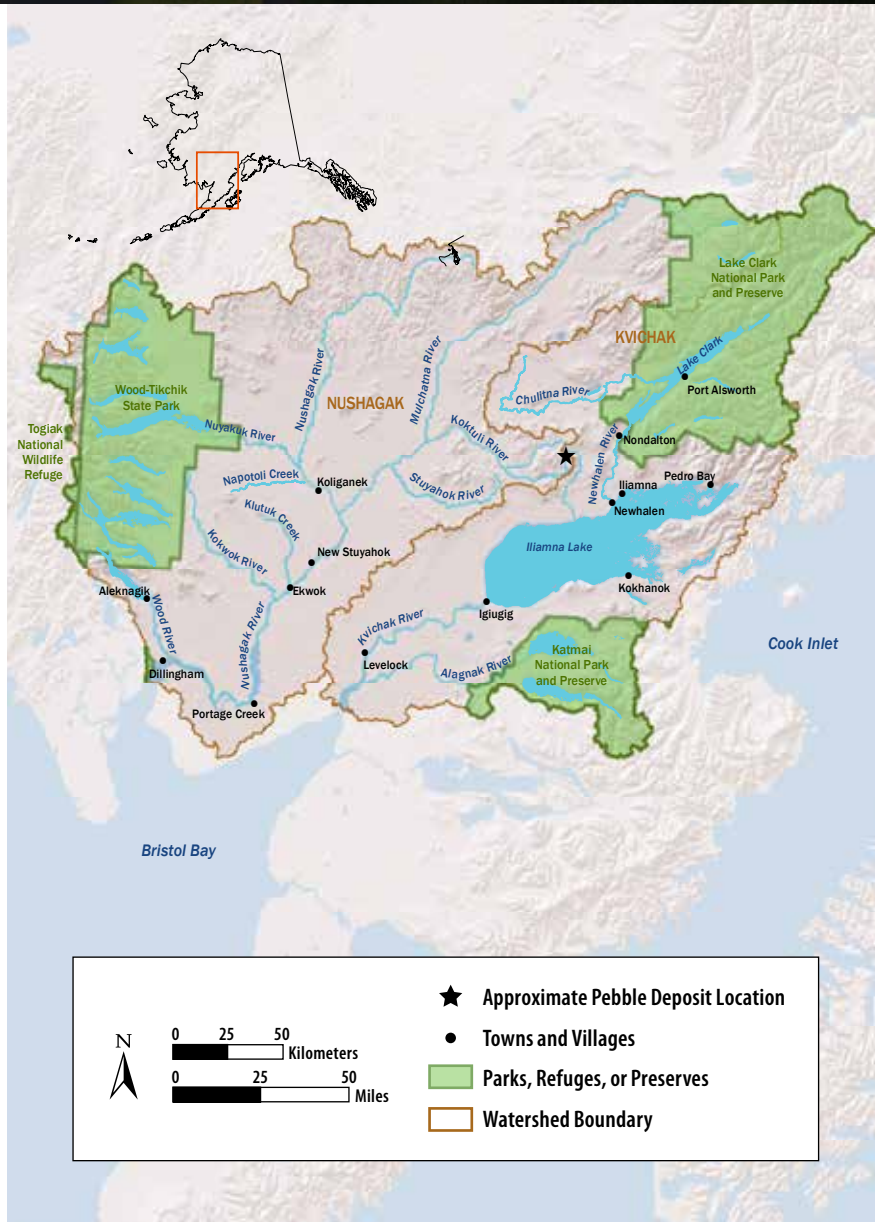 Lake Clark
National Park
and Preserve
KVICHAK
Lake Clark
Port Alsworth
Chulitna River
Mulchatna River
Nushagak River
NUSHAGAK
Wood-Tikchik
State Park
Nuyakuk River
Togiak
National
Wildlife
Refuge
Koktuli River
Nondalton
Newhalen River
Napotoli Creek
Koliganek
Stuyahok River
Iliamna
Pedro Bay
Newhalen
Klutuk Creek
Kokwok River
New Stuyahok
Iliamna Lake
Ekwok
Kokhanok
Aleknagik
Wood River
Igiugig
Kvichak River
Nushagak River
Levelock
Alagnak River
Katmai
National Park
and Preserve
Cook Inlet
Dillingham
Portage Creek
Bristol Bay
N
0 25 50
Kilometers
0 25 50
Miles
Approximate Pebble Deposit Location
Towns and Villages
Parks, Refuges, or Preserves
Watershed Boundary